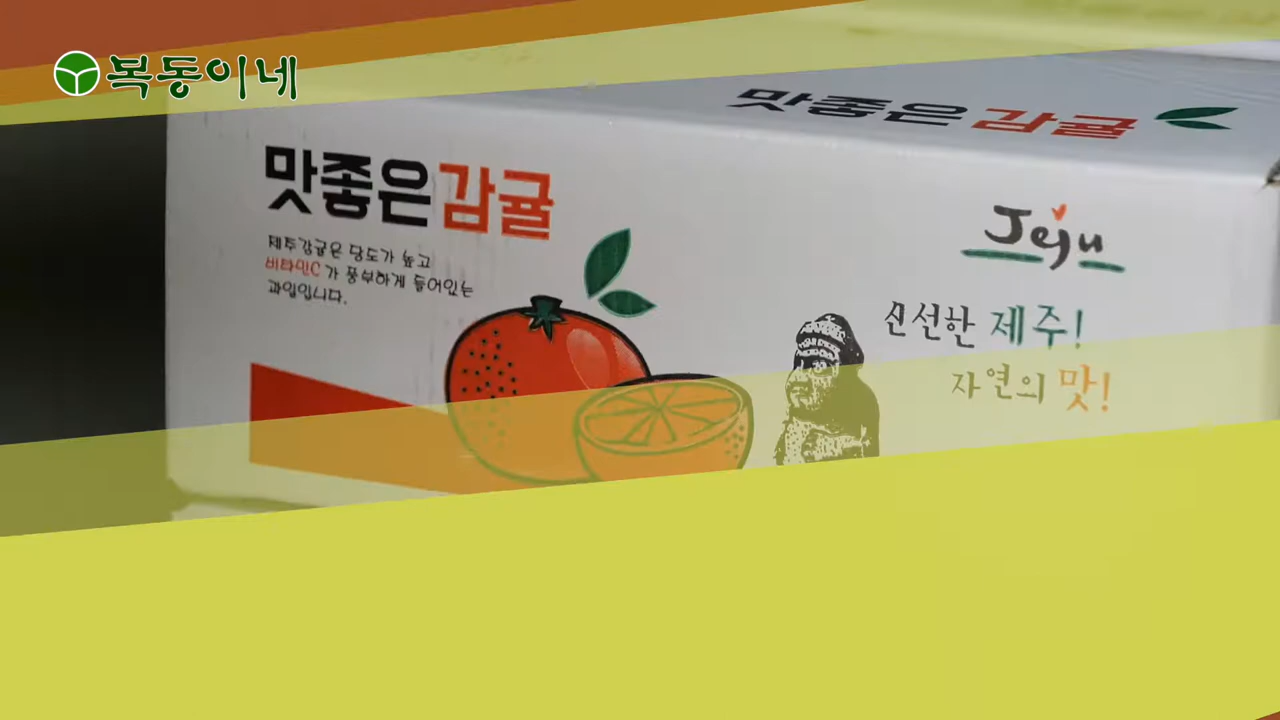 복동이네
맛좋은감귤
맛좋은감귤
제주감귤은 당도가 높고
비타민C가 풍부하게 들어있는
과일입니다.
Jeju
신선한 제주!
자연의 맛!